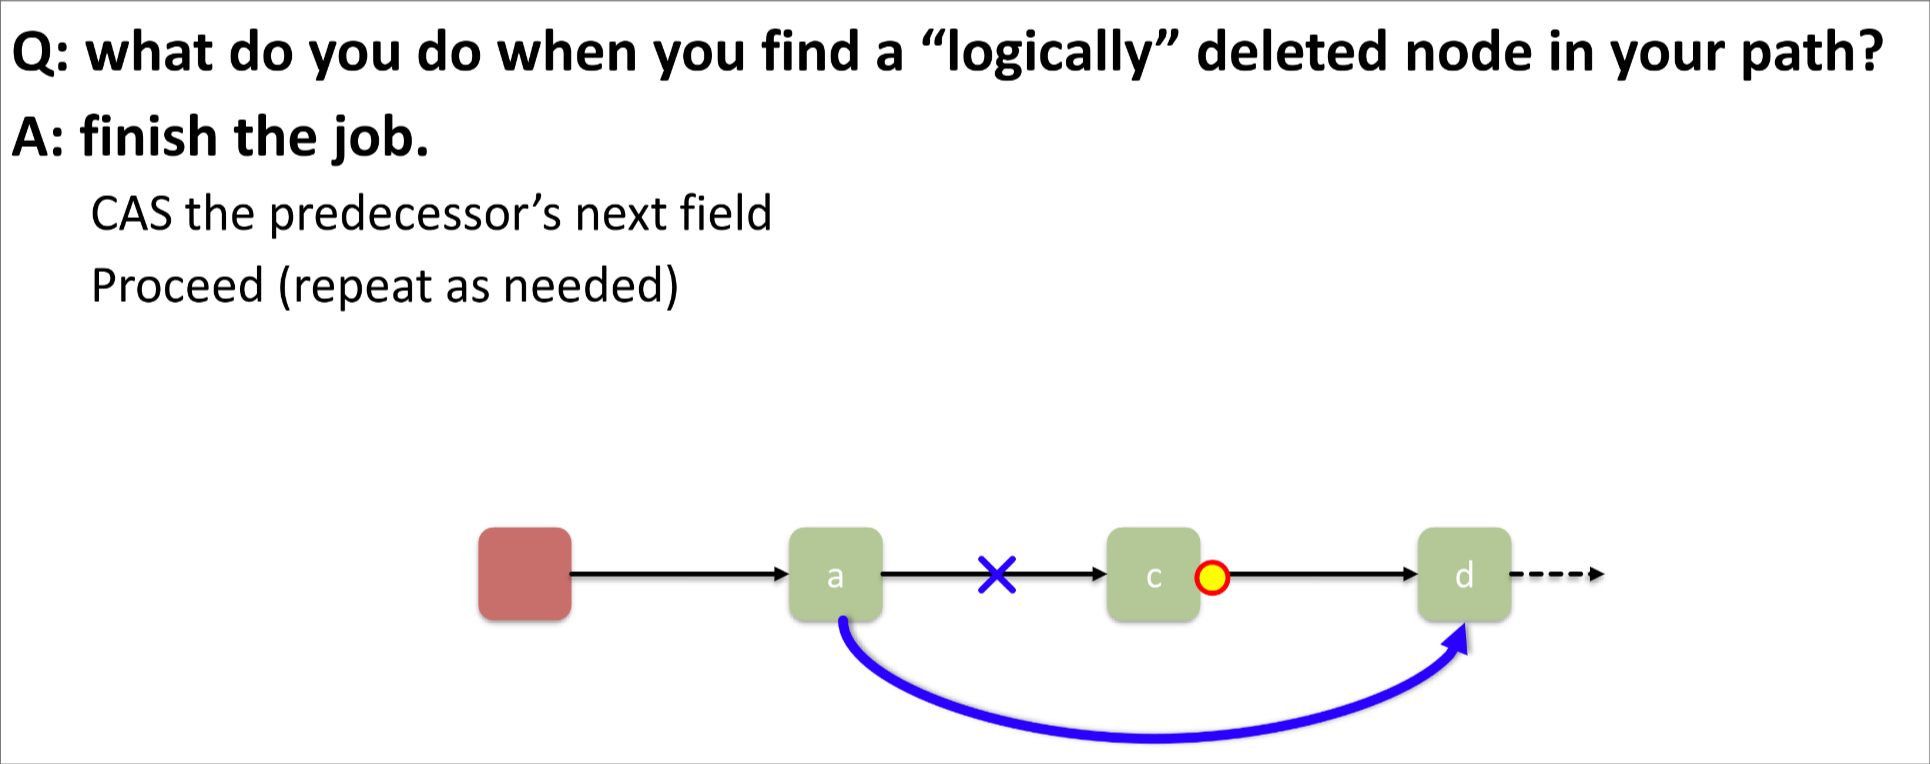 Q: what do you do when you find a “logically” deleted node in your path?
A: finish the job.
CAS the predecessor’s next field
Proceed (repeat as needed)
a
c
d